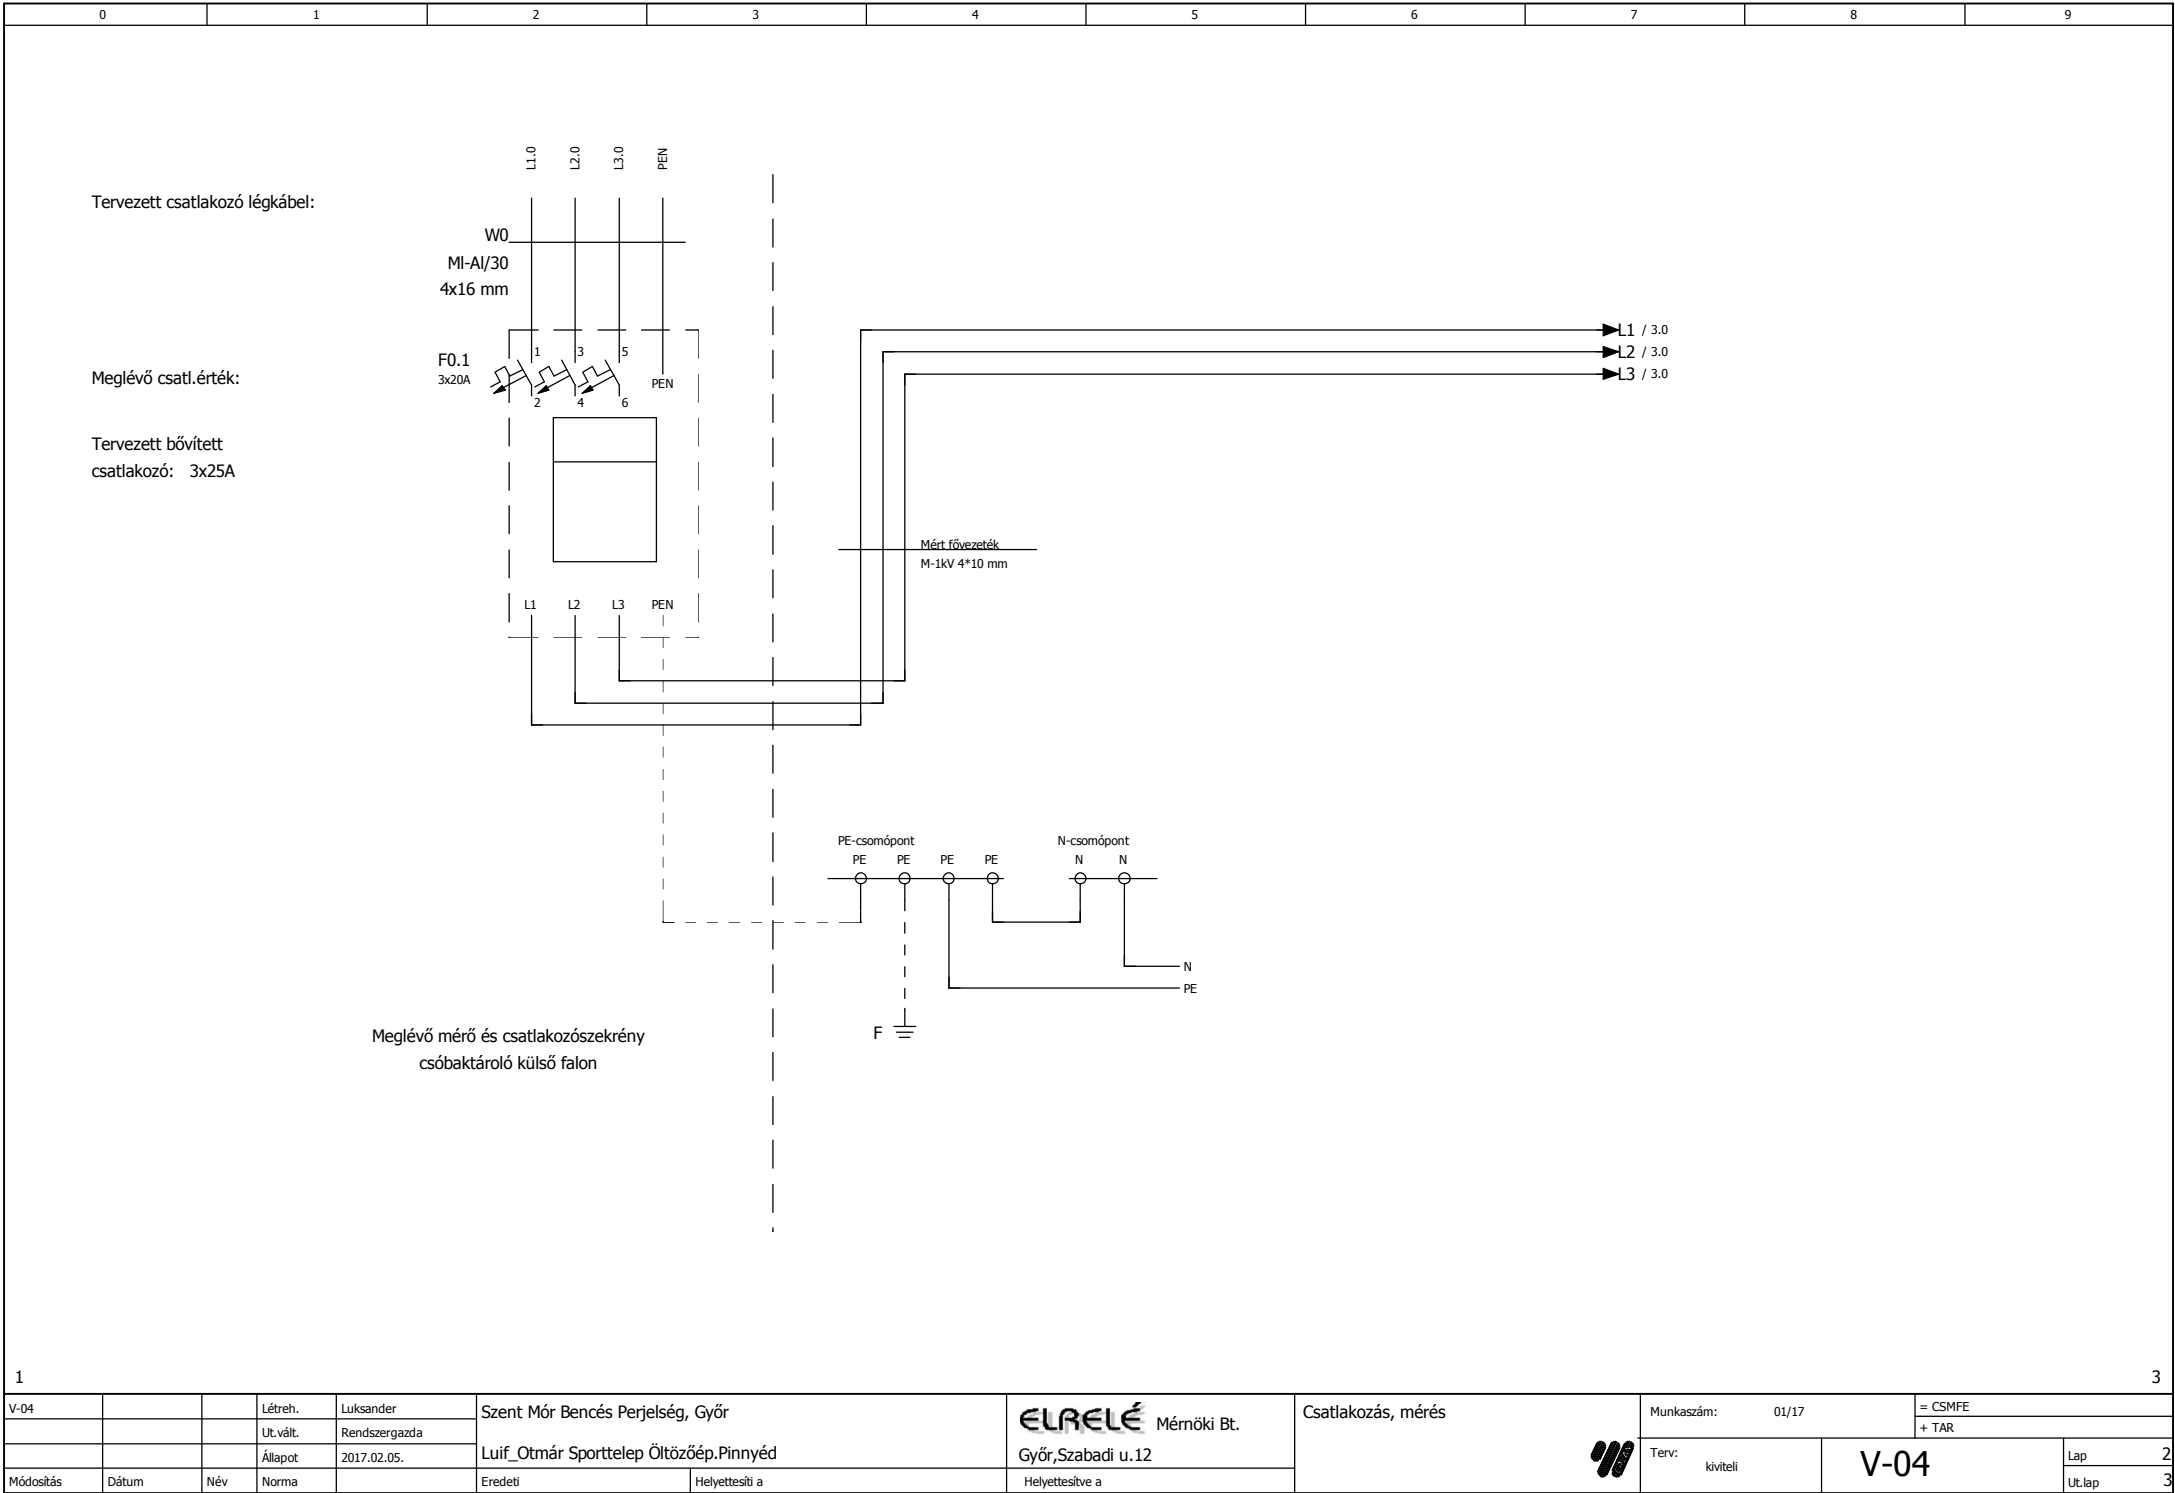 0 1 2 3 4 5 6 7 8 9
L1.0 L2.0 L3.0 PEN
Tervezett csatlakozó légkábel:
W0
Ml-Al/30
4x16 mm
L1 / 3.0
L2 / 3.0
L3 / 3.0
F0.1
3x20A
1 3 5
PEN
2 4 6
Meglévő csatl.érték:
Tervezett bővített
csatlakozó: 3x25A
Mért fővezeték
M-1kV 4*10 mm
L1 L2 L3 PEN
PE-csomópont N-csomópont
PE PE PE PE N N
N
PE
F
Meglévő mérő és csatlakozószekrény
csóbaktároló külső falon
1 3
V-04 Létreh. Luksander
Ut.vált. Rendszergazda
Állapot 2017.02.05.
Módosítás Dátum Név Norma
Szent Mór Bencés Perjelség, Győr
Luif_Otmár Sporttelep Öltözőép.Pinnyéd
Eredeti Helyettesíti a Helyettesítve a
ELRELÉ Mérnöki Bt.
Győr,Szabadi u.12
Csatlakozás, mérés
Munkaszám: 01/17
= CSMFE
+ TAR
Terv: kiviteli
V-04
Lap 2
Ut.lap 3